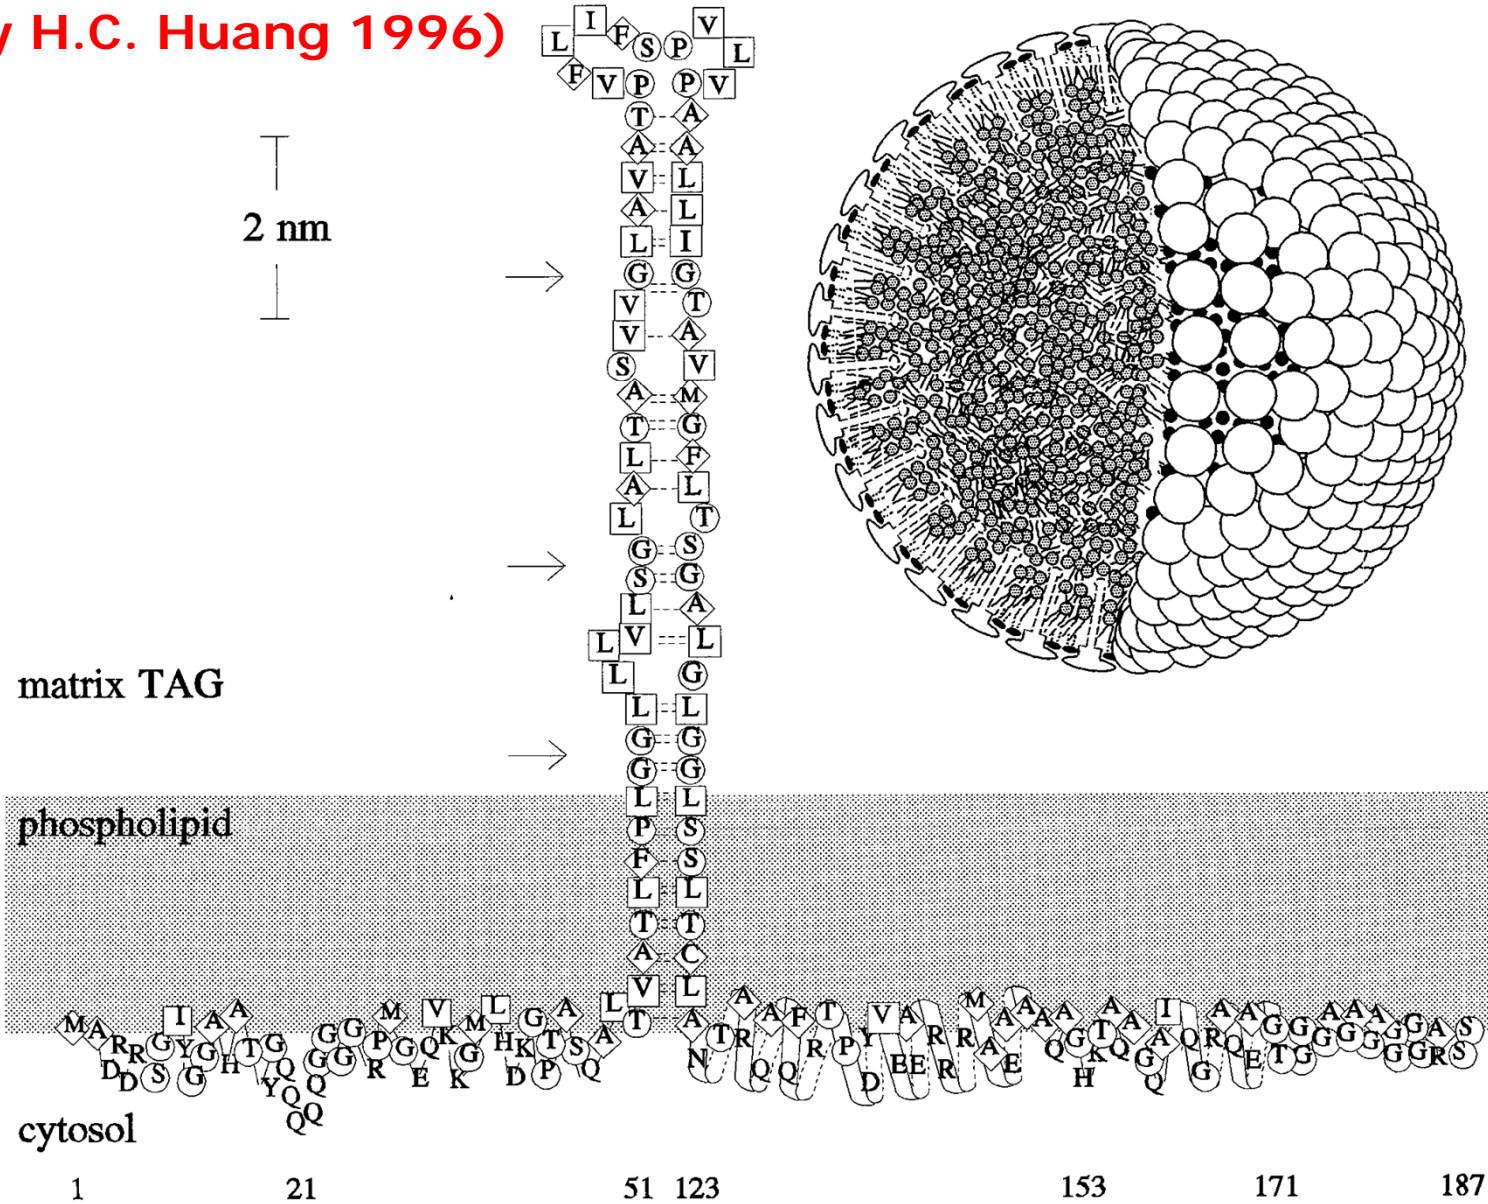 y H.C. Huang 1996)
I F S P V
L L
F V P P V
T A
A A
V L
A L
2 nm
L I
G G
V T
V A
S V
A M
T G
L F
A L
L T
G S
S G
L A
L V L
matrix TAG
L G
L L
G G
G G
L L
phospholipid
P S
F S
L L
T T
A C
V L
M A R D R D S G Y I G G A H A T G Y Q Q Q Q Q G G G G P R M G Q E V K K G M L H D K G T P A S Q A L T
A N T R A Q Q A F R T P Y D V E A E R R R M A A E A A A Q G H K T Q A A G Q A I Q R G A Q A E G T G G G A G A G A G G G G A R S S
cytosol
1 21 51 123 153 171 187